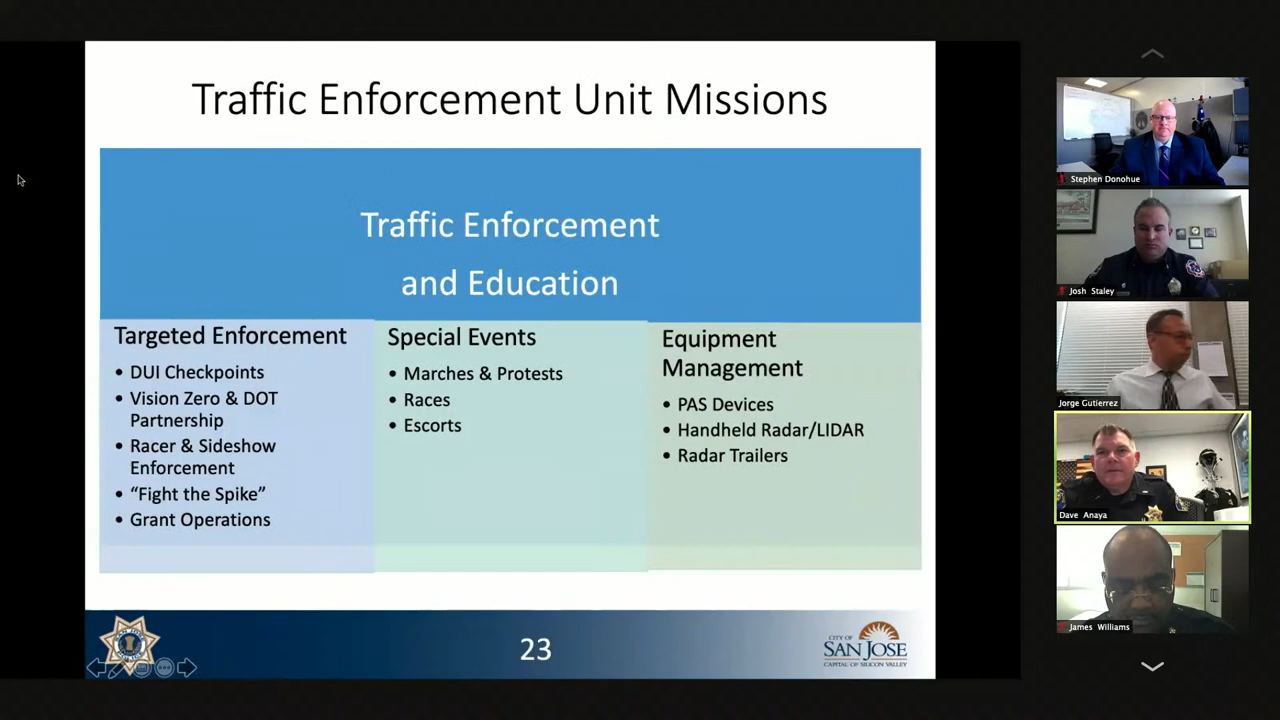 Traffic Enforcement Unit Missions
Traffic Enforcement
and Education
Targeted Enforcement
• DUI Checkpoints
• Vision Zero & DOT
Partnership
• Racer & Sideshow
Enforcement
• “Fight the Spike”
• Grant Operations
Special Events
• Marches & Protests
• Races
• Escorts
Equipment
Management
• PAS Devices
• Handheld Radar/LIDAR
• Radar Trailers
23
CITY OF
SAN JOSE
CAPITAL OF SILICON VALLEY
Stephen Donohue
Josh Staley
Jorge Gutierrez
Dave Anaya
James Williams